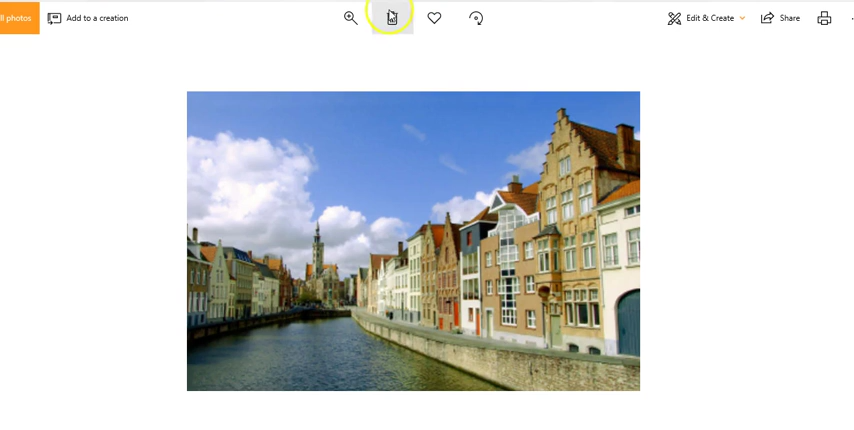 ll photos
Add to a creation
Edit & Create
Share